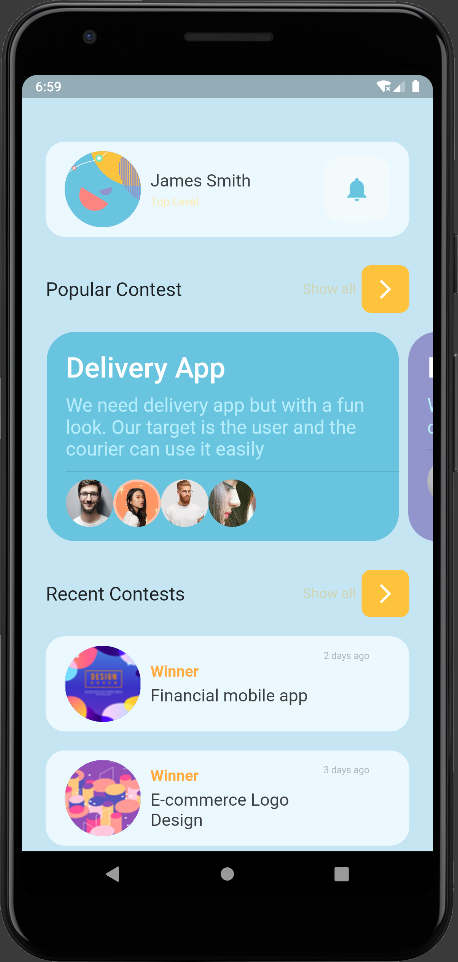 6:59
James Smith
Top Level
Popular Contest
Show all
Delivery App
We need delivery app but with a fun
look. Our target is the user and the
courier can use it easily
Recent Contests
Show all
2 days ago
Winner
Financial mobile app
DESIGN
3 days ago
Winner
E-commerce Logo
Design